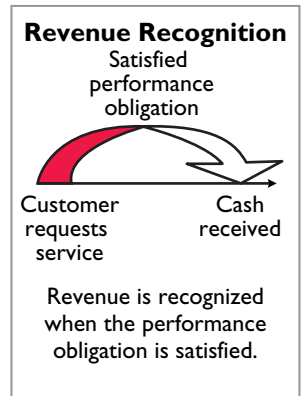 Revenue Recognition
Satisfied
performance
obligation
Customer
requests
service
Cash
received
Revenue is recognized
when the performance
obligation is satisfied.